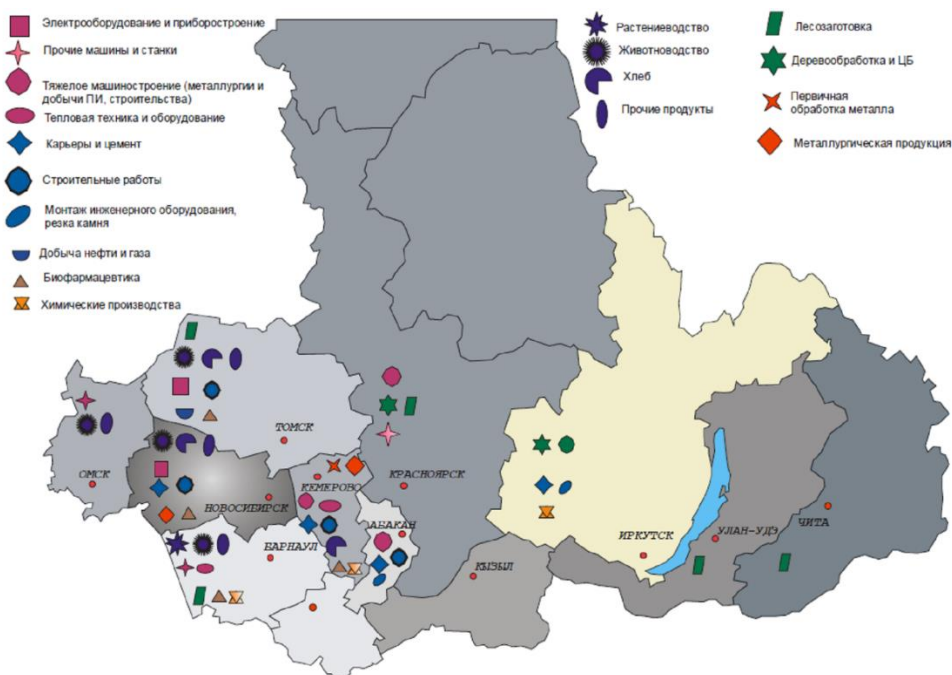 Электрооборудование и приборостроение
Прочие машины и станки
Тяжелое машиностроение (металлургии и
добычи ПИ, строительства)
Тепловая техника и оборудование
Карьеры и цемент
Строительные работы
Монтаж инженерного оборудования,
резка камня
Добыча нефти и газа
Биофармацевтика
Химические производства
Растениеводство
Животноводство
Хлеб
Прочие продукты
Лесозаготовка
Деревообработка и ЦБ
Первичная
обработка металла
Металлургическая продукция
ТОМСК
ОМСК
КЕМЕРОВО
КРАСНОЯРСК
НОВОСИБИРСК
АБАКАН
БАРНАУЛ
КЫЗЫЛ
ИРКУТСК
УЛАН-УДЭ
ЧИТА